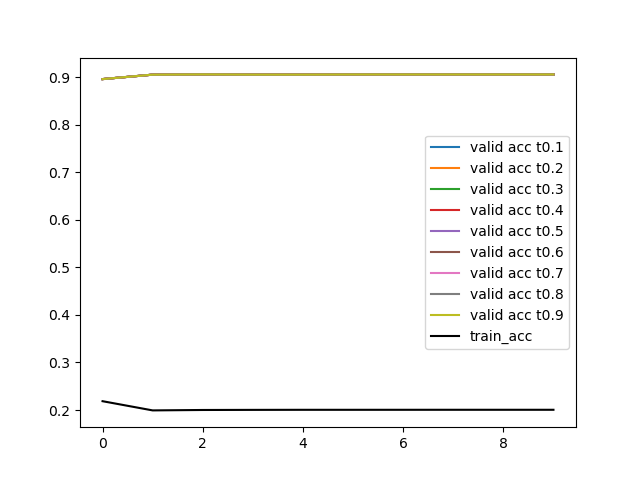 0.9
0.8
0.7
0.6
0.5
0.4
0.3
0.2
0 2 4 6 8
valid acc t0.1
valid acc t0.2
valid acc t0.3
valid acc t0.4
valid acc t0.5
valid acc t0.6
valid acc t0.7
valid acc t0.8
valid acc t0.9
train_acc